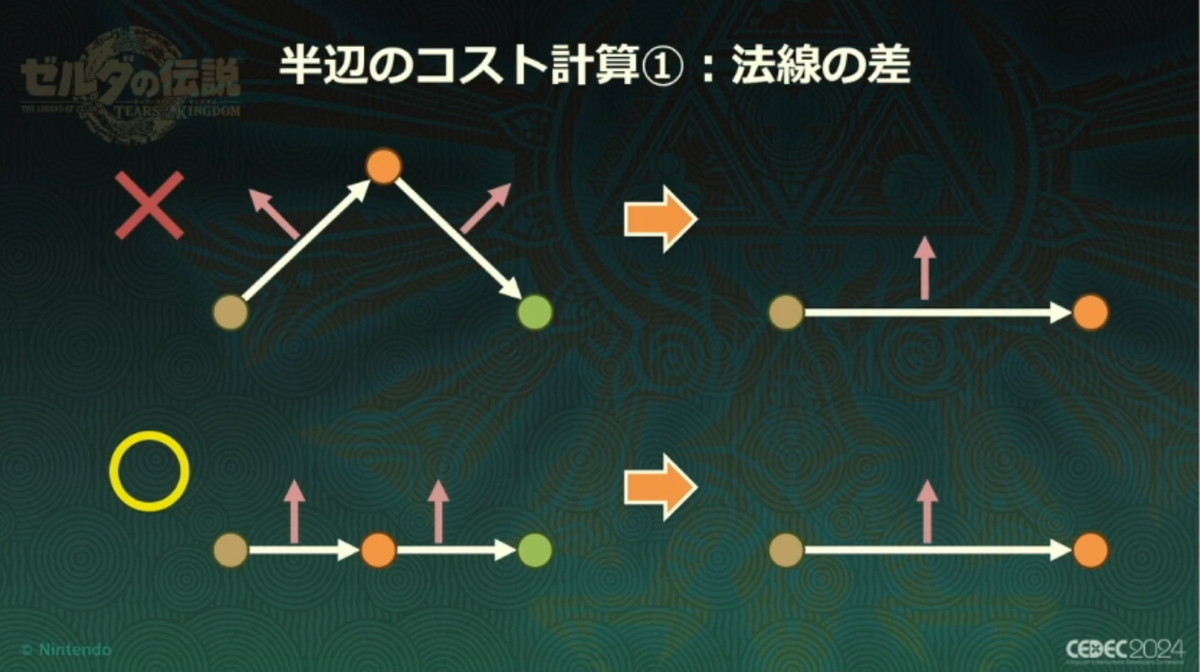 半辺のコスト計算①：法線の差
ゼルダの伝説
THE LEGEND OF ZELDA
TEARS OF THE KINGDOM
© Nintendo
CEDEC2024